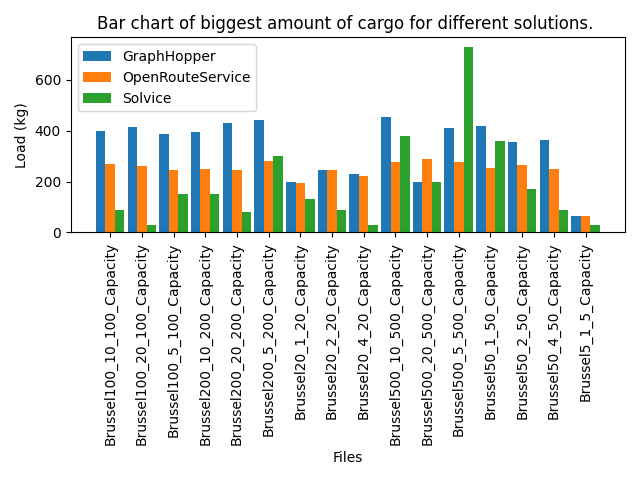 Bar chart of biggest amount of cargo for different solutions.
GraphHopper
OpenRouteService
Solvice
Load (kg)
600
400
200
0
Brussel100_10_100_Capacity
Brussel100_20_100_Capacity
Brussel100_5_100_Capacity
Brussel200_10_200_Capacity
Brussel200_20_200_Capacity
Brussel200_5_200_Capacity
Brussel20_1_20_Capacity
Brussel20_2_20_Capacity
Brussel20_4_20_Capacity
Brussel500_10_500_Capacity
Brussel500_20_500_Capacity
Brussel500_5_500_Capacity
Brussel50_1_50_Capacity
Brussel50_2_50_Capacity
Brussel50_4_50_Capacity
Brussel5_1_5_Capacity
Files